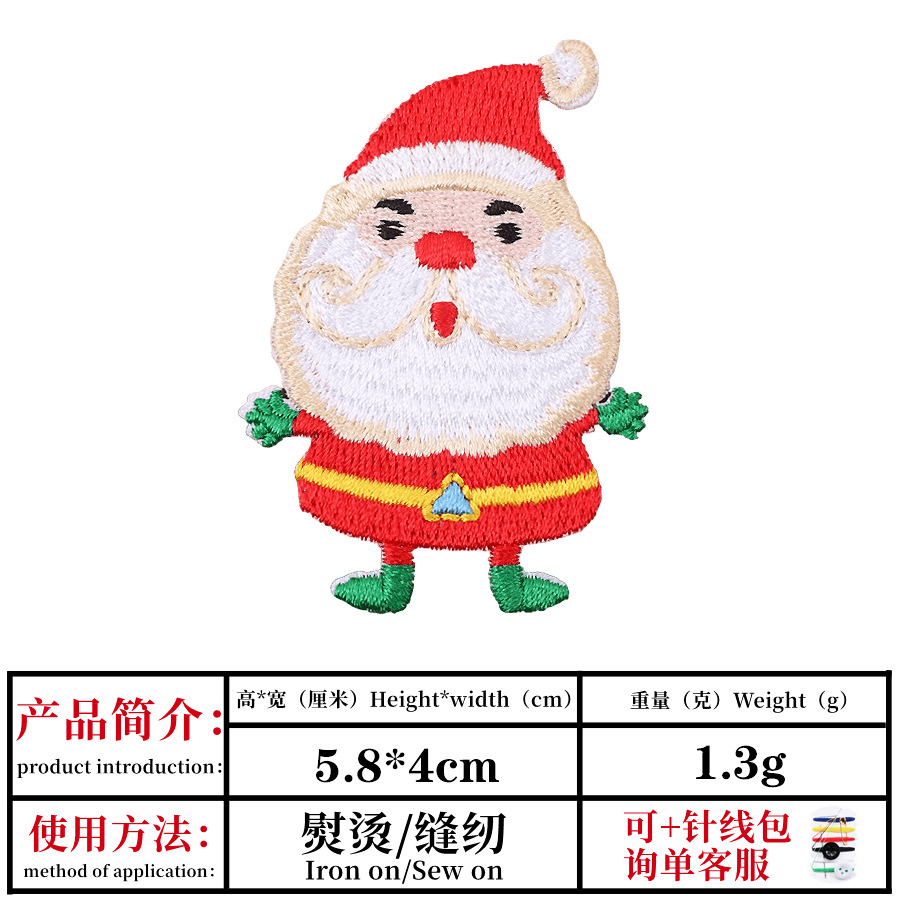 产品简介：
product introduction：
高*宽（厘米）Height*width（cm）
重量（克）Weight（g）
5.8*4cm
1.3g
使用方法：
method of application：
熨烫/缝纫
Iron on/Sew on
可+针线包
询单客服